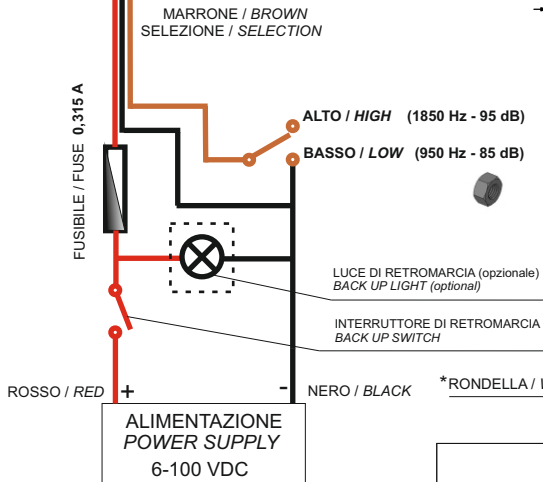 MARRONE / BROWN
SELEZIONE / SELECTION
FUSIBILE / FUSE 0,315 A
ALTO / HIGH (1850 Hz - 95 dB)
BASSO / LOW (950 Hz - 85 dB)
LUCE DI RETROMARCIA (opzionale)
BACK UP LIGHT (optional)
INTERRUTTORE DI RETROMARCIA
BACK UP SWITCH
ROSSO / RED +
- NERO / BLACK
*RONDELLA /
ALIMENTAZIONE
POWER SUPPLY
6-100 VDC